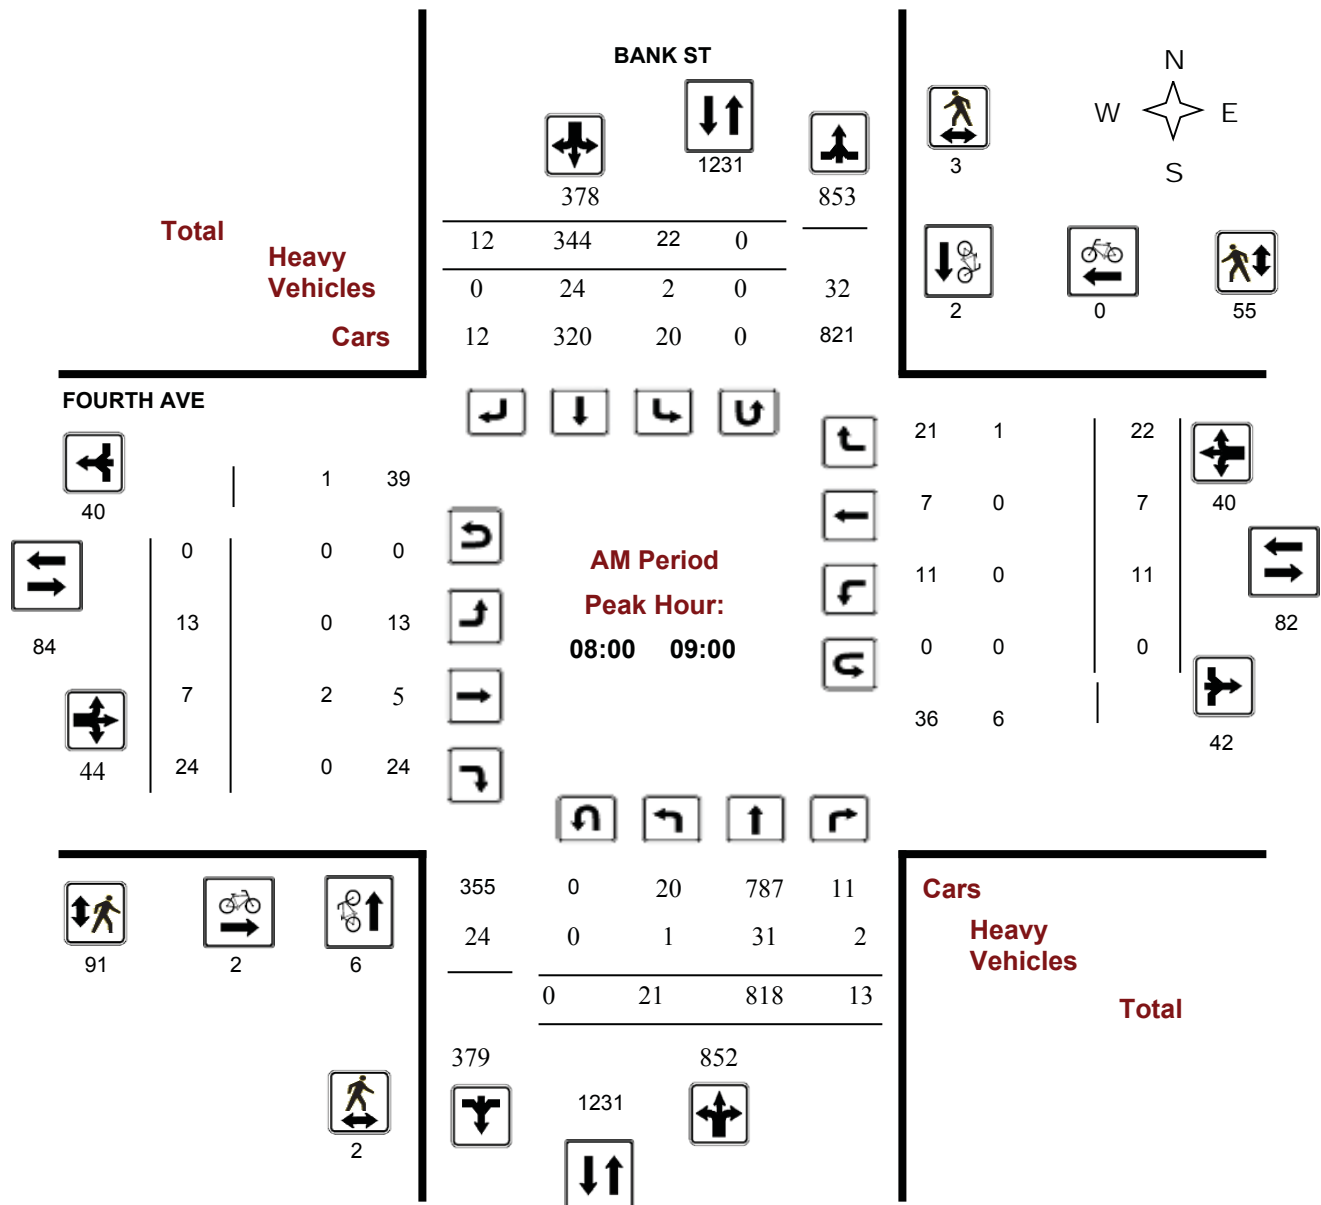 BANK ST
N
W E
S
1231
3
378 853
Total
12 344 22 0
Heavy
Vehicles
0 24 2 0 32
2 0 55
Cars
12 320 20 0 821
FOURTH AVE
21 1 22
1 39
40
7 0 7
40
0 0 0
AM Period
11 0 11
Peak Hour:
13 0 13
82
84
08:00 09:00
0 0 0
7 2 5
36 6
42
44
24 0 24
355 0 20 787 11
Cars
24 0 1 31 2
Heavy
Vehicles
91 2 6
0 21 818 13
Total
379 852
1231
2